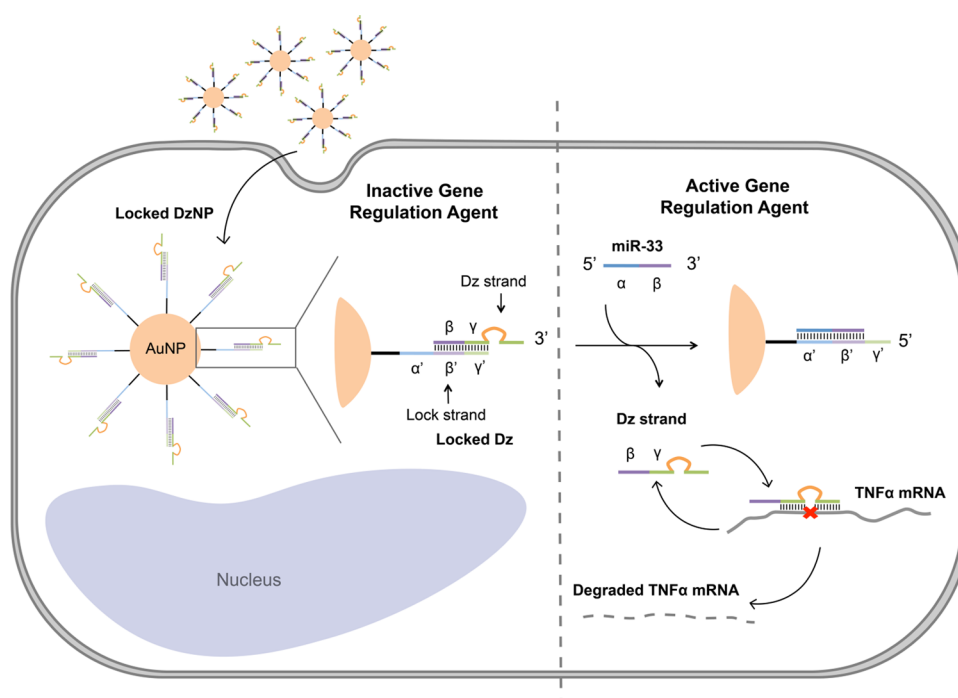 Inactive Gene
Regulation Agent
Active Gene
Regulation Agent
Locked DzNP
miR-33
5’ 3’
α β
Dz strand
β γ
3’
AuNP
α’ β’ γ’
Lock strand
Locked Dz
5’
α’ β’ γ’
Dz strand
β γ
TNFα mRNA
Nucleus
Degraded TNFα mRNA